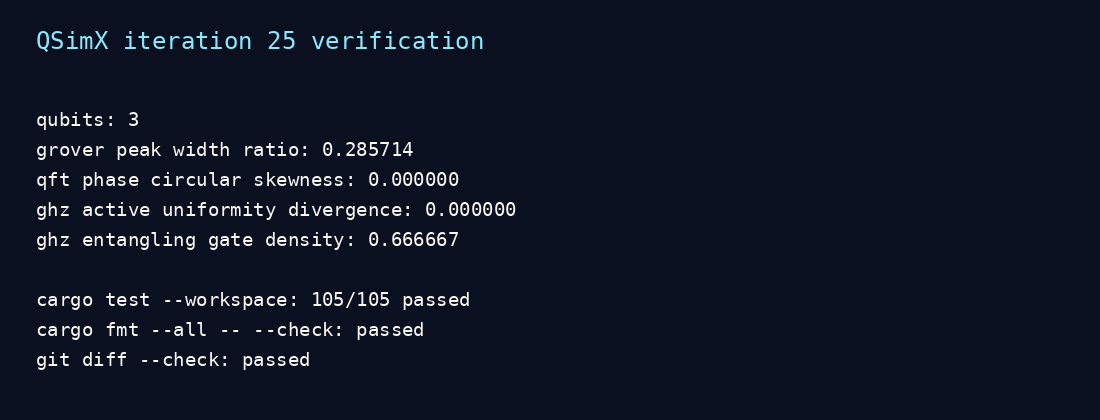 QSimX iteration 25 verification
qubits: 3
grover peak width ratio: 0.285714
qft phase circular skewness: 0.000000
ghz active uniformity divergence: 0.000000
ghz entangling gate density: 0.666667
cargo test --workspace: 105/105 passed
cargo fmt --all -- --check: passed
git diff --check: passed